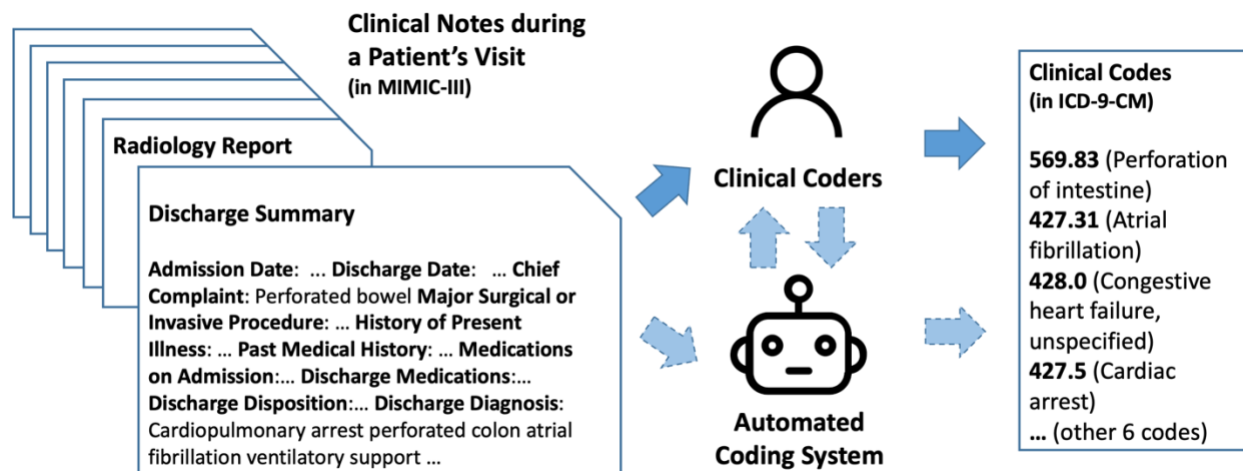 Clinical Notes during
a Patient's Visit
(in MIMIC-III)
Radiology Report
Discharge Summary
Admission Date: ... Discharge Date: ... Chief
Complaint: Perforated bowel Major Surgical or
Invasive Procedure: ... History of Present
Illness: ... Past Medical History: ... Medications
on Admission:... Discharge Medications:...
Discharge Disposition:... Discharge Diagnosis:
Cardiopulmonary arrest perforated colon atrial
fibrillation ventilatory support ...
Clinical Coders
Automated
Coding System
Clinical Codes
(in ICD-9-CM)
569.83 (Perforation
of intestine)
427.31 (Atrial
fibrillation)
428.0 (Congestive
heart failure,
unspecified)
427.5 (Cardiac
arrest)
... (other 6 codes)